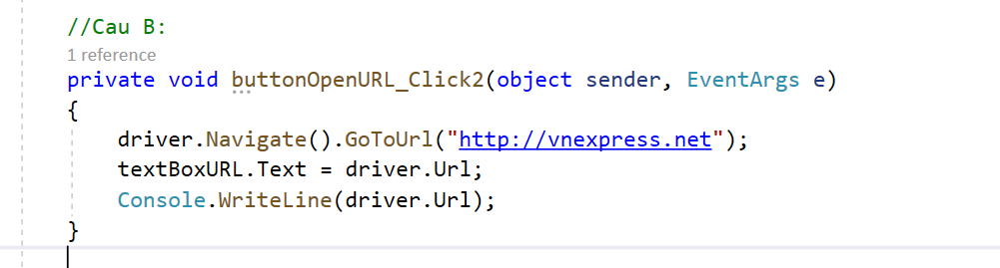 //Cau B:
1 reference
private void buttonOpenURL_Click2(object sender, EventArgs e)
{
driver.Navigate().GoToUrl("http://vnexpress.net");
textBoxURL.Text = driver.Url;
Console.WriteLine(driver.Url);
}